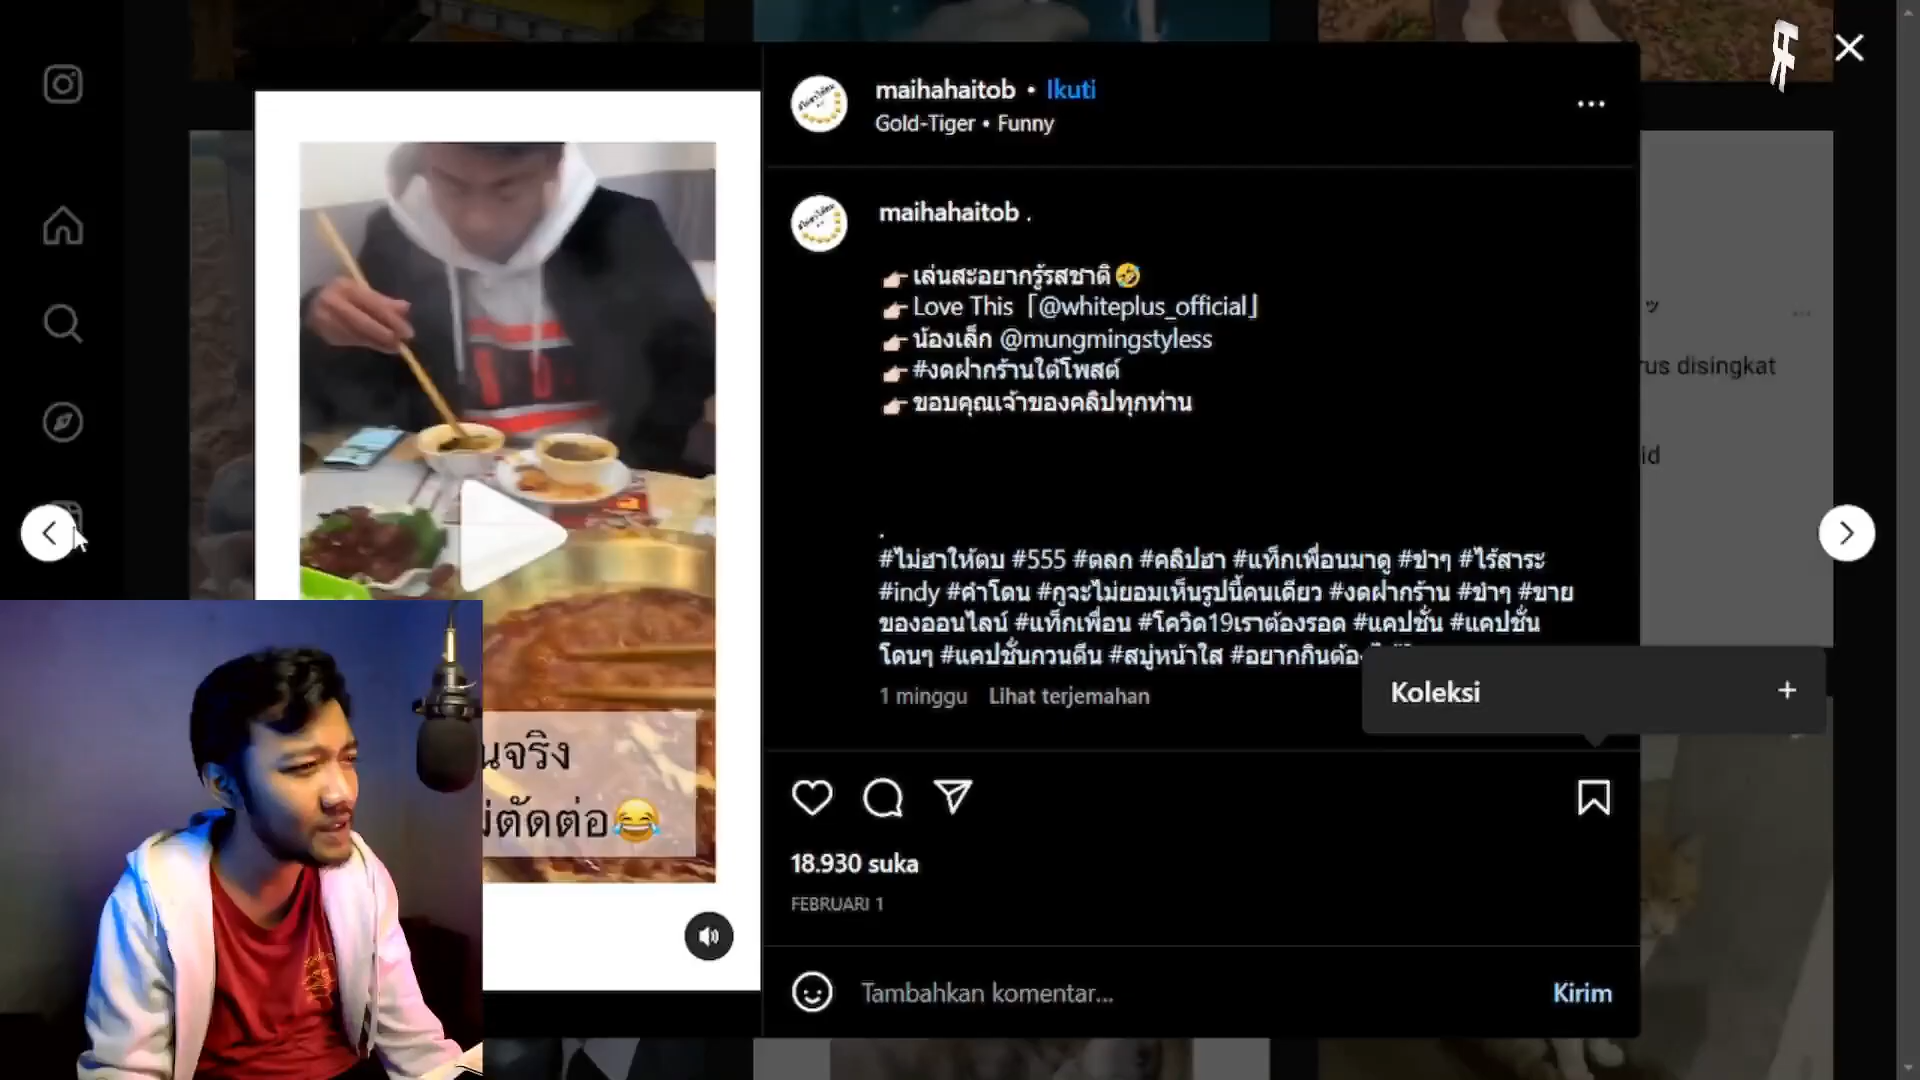 maihahaitob • Ikuti
Gold-Tiger • Funny
maihahaitob .
👉🏻เล่นสะอยากรู้รสชาติ🤣
👉🏻Love This「@whiteplus_official」
👉🏻น้องเล็ก @mungmingstyless
👉🏻#งดฝากร้านใต้โพสต์
👉🏻ขอบคุณเจ้าของคลิปทุกท่าน
.
#ไม่ฮาให้ตบ #555 #ตลก #คลิปฮา #แท็กเพื่อนมาดู #ขำๆ #ไร้สาระ
#indy #คำโดน #กูจะไม่ยอมเห็นรูปนี้คนเดียว #งดฝากร้าน #ขำๆ #ขาย
ของออนไลน์ #แท็กเพื่อน #โควิด19เราต้องรอด #แคปชั่น #แคปชั่น
โดนๆ #แคปชั่นกวนตีน #สบู่หน้าใส #อยากกินต้อง
1 minggu Lihat terjemahan
Koleksi +
18.930 suka
FEBRUARI 1
Tambahkan komentar... Kirim
นจริง
ตัดต่อ😂
rus disingkat
id